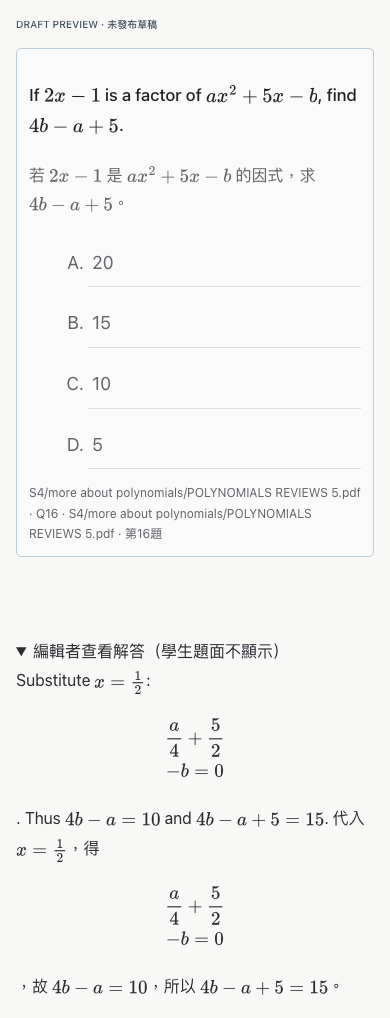 DRAFT PREVIEW · 未發布草稿
If 2x − 1 is a factor of ax² + 5x − b, find
4b − a + 5.
若 2x − 1 是 ax² + 5x − b 的因式，求
4b − a + 5。
A. 20
B. 15
C. 10
D. 5
S4/more about polynomials/POLYNOMIALS REVIEWS 5.pdf
· Q16 · S4/more about polynomials/POLYNOMIALS
REVIEWS 5.pdf · 第16題
▼ 編輯者查看解答（學生題面不顯示）
Substitute x = 1/2:
a/4 + 5/2
−b = 0
. Thus 4b − a = 10 and 4b − a + 5 = 15. 代入
x = 1/2，得
a/4 + 5/2
−b = 0
，故 4b − a = 10，所以 4b − a + 5 = 15。